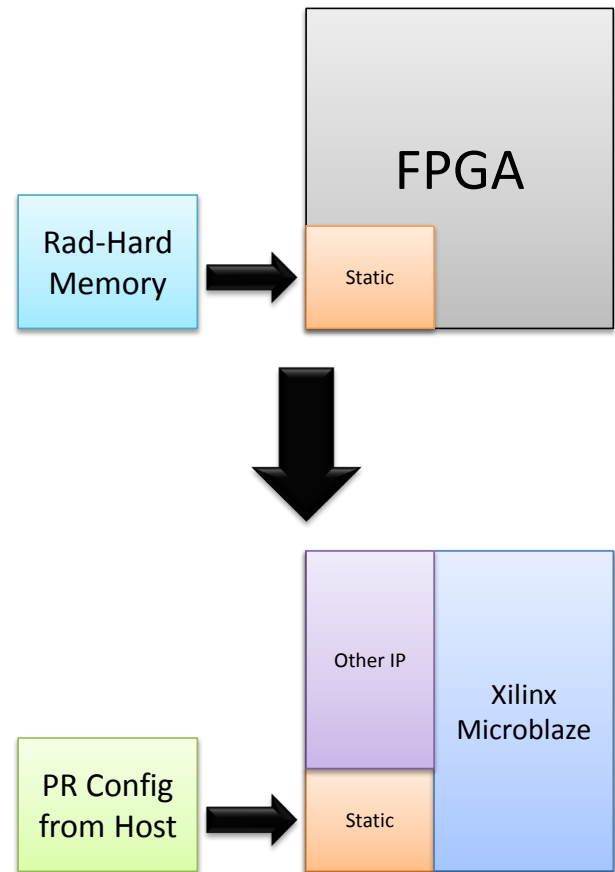 FPGA
Rad-Hard
Memory
Static
Other IP
Xilinx
Microblaze
PR Config
from Host
Static